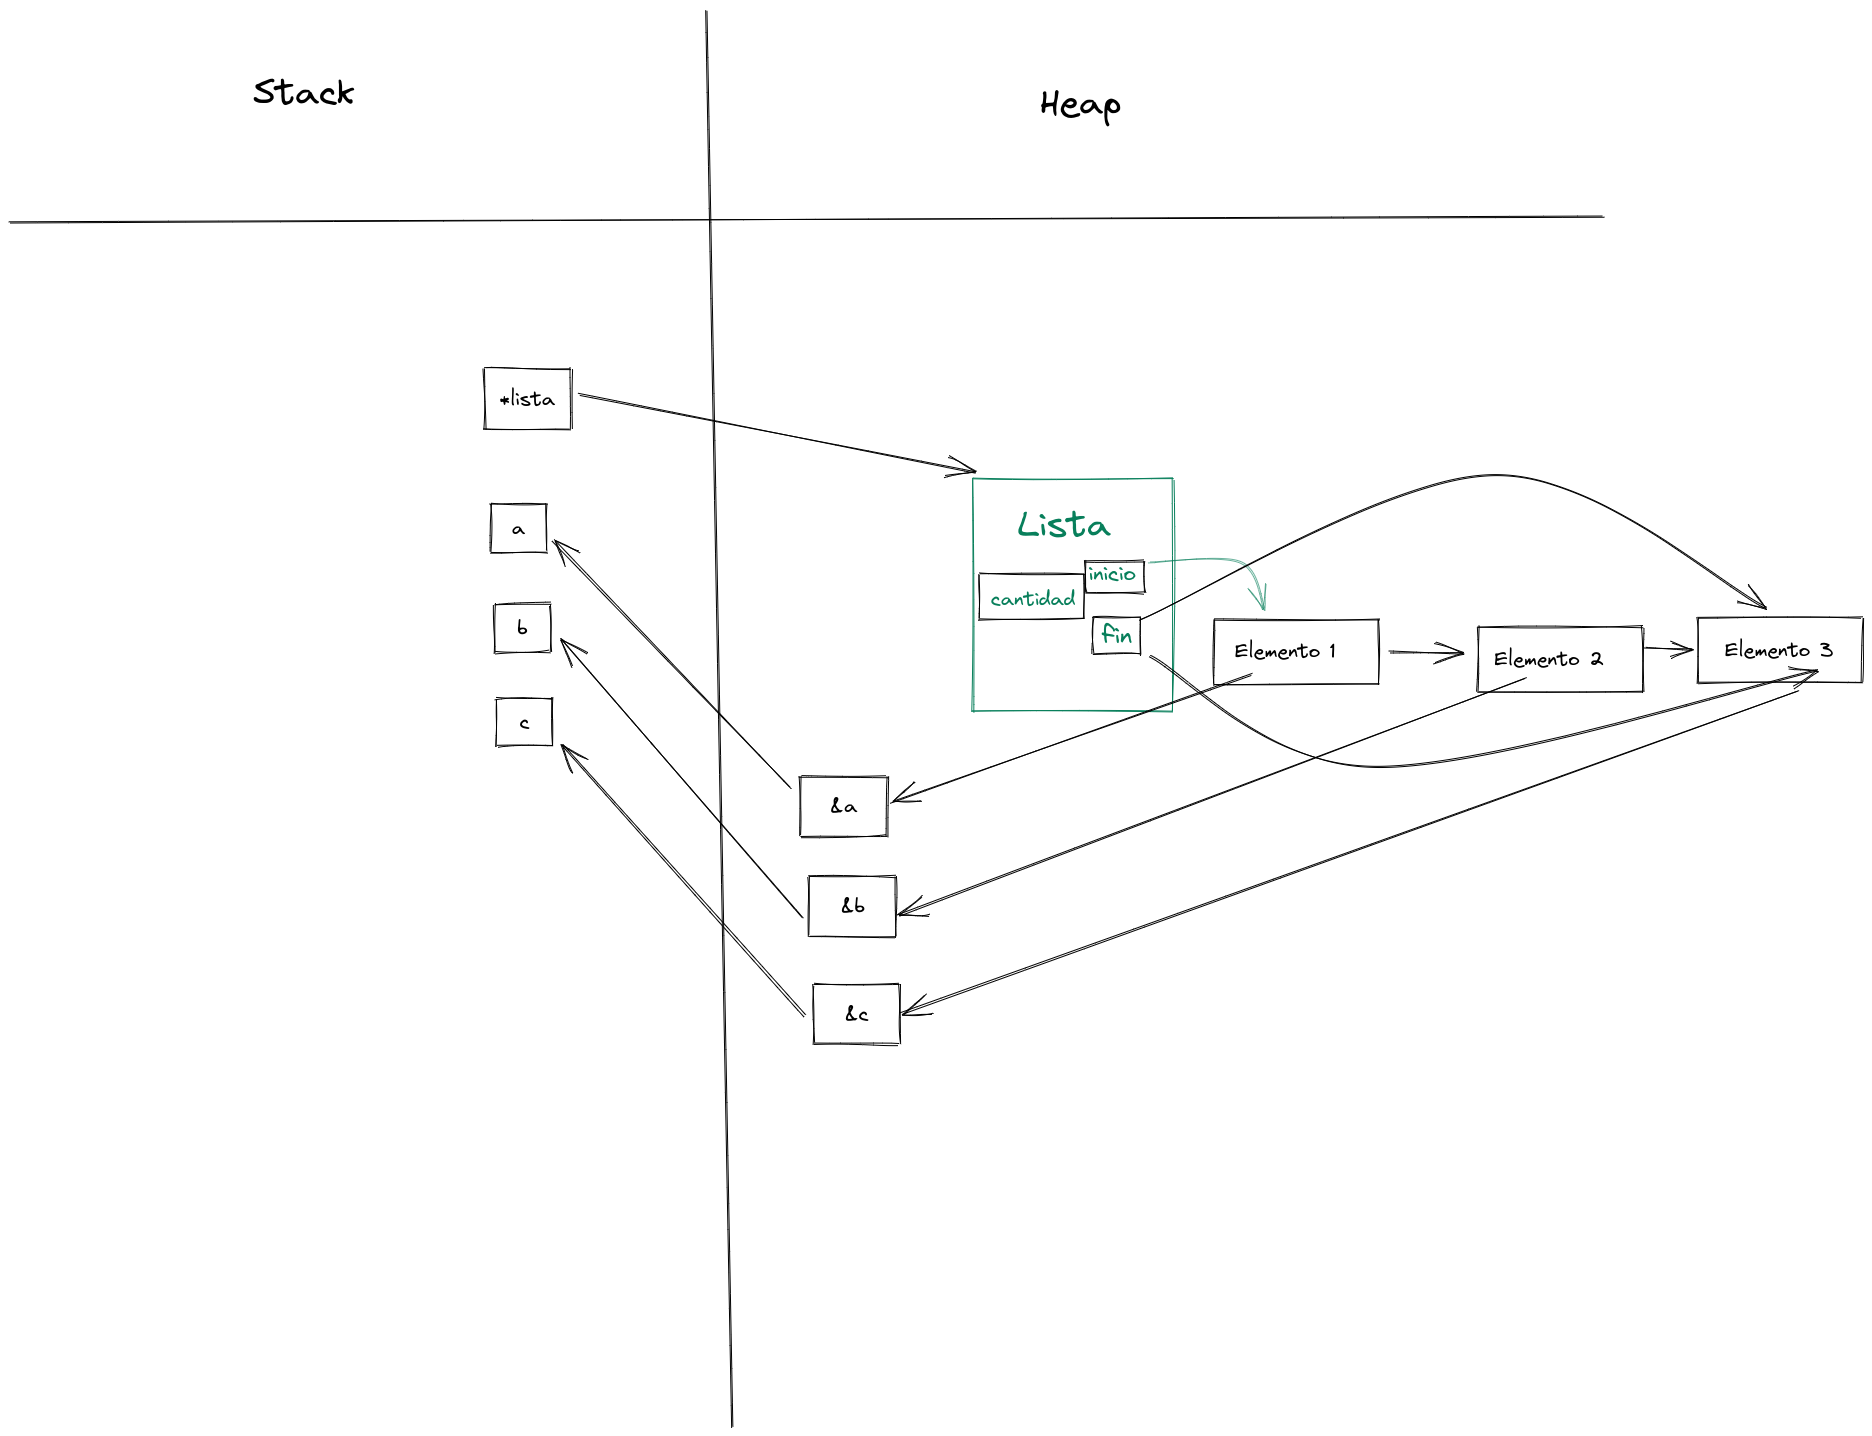 Stack
Heap
*lista
a
b
c
Lista
inicio
cantidad
fin
Elemento 1
Elemento 2
Elemento 3
&a
&b
&c